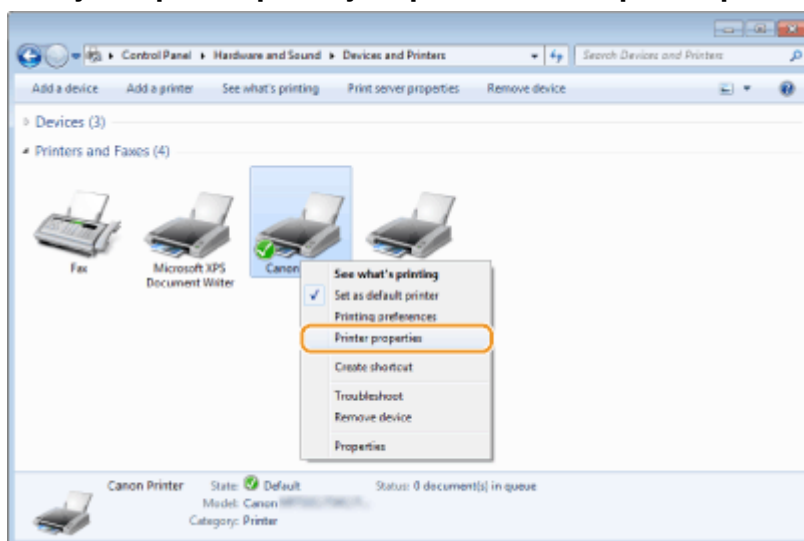 Control Panel ▸ Hardware and Sound ▸ Devices and Printers
Search Devices and Printers
Add a device Add a printer See what's printing Print server properties Remove device
Devices (3)
Printers and Faxes (4)
Fax
Microsoft XPS
Document Writer
Canon
See what's printing
Set as default printer
Printing preferences
Printer properties
Create shortcut
Troubleshoot
Remove device
Properties
Canon Printer State: Default Status: 0 document(s) in queue
Model: Canon
Category: Printer